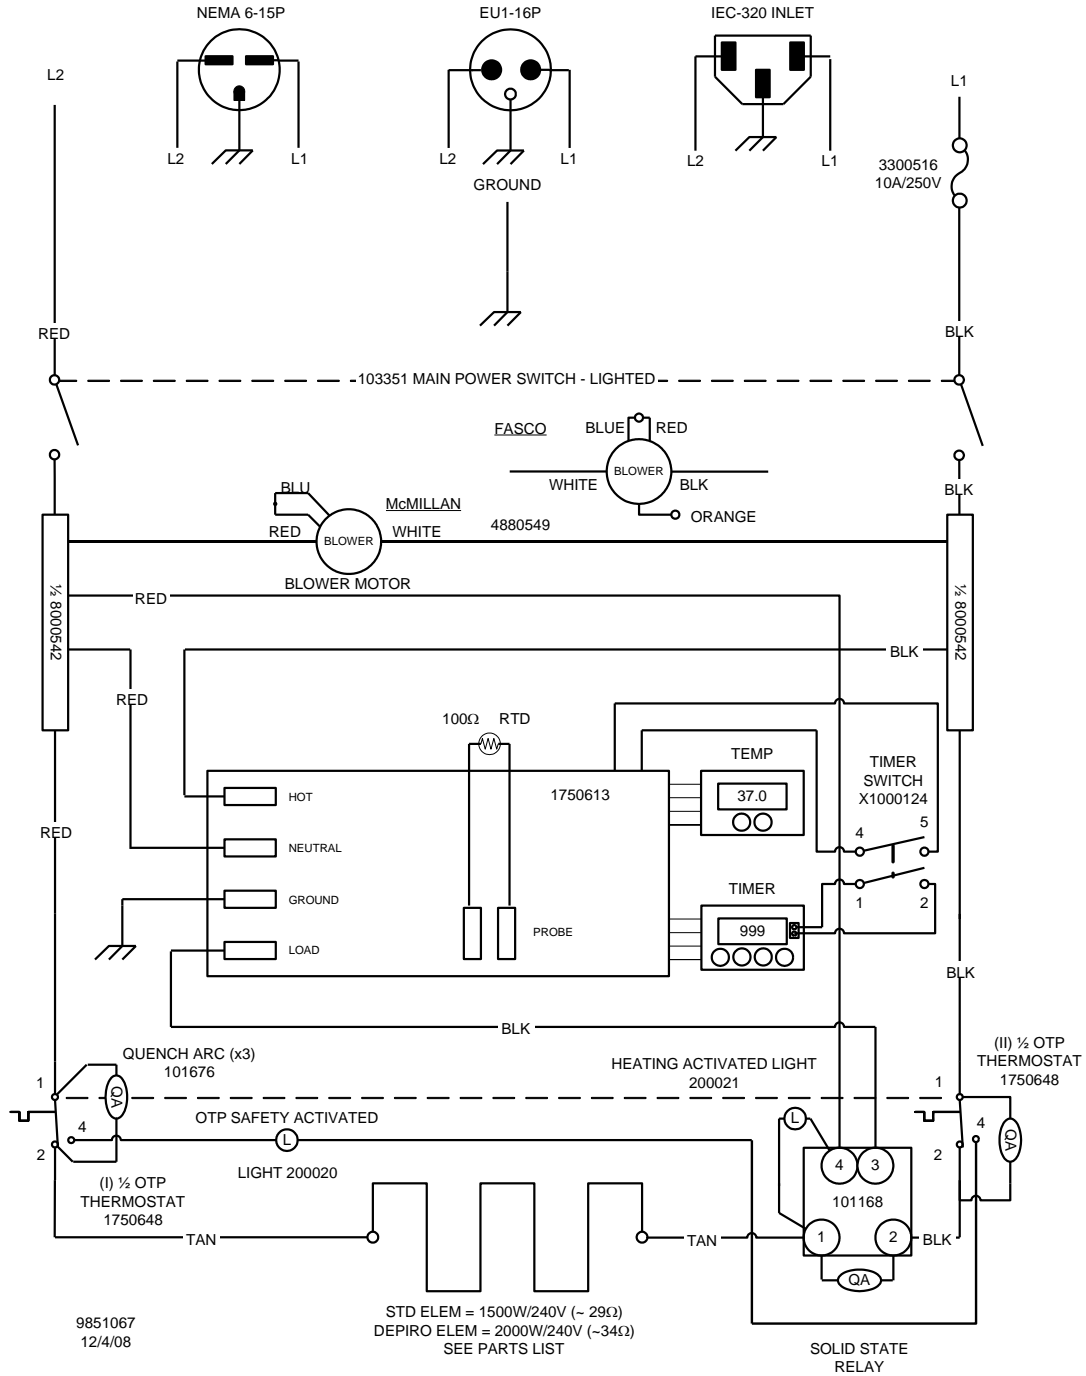 NEMA 6-15P
EU1-16P
IEC-320 INLET
L2
L1
L2
L1
L2
L1
L2
L1
GROUND
3300516
10A/250V
RED
BLK
103351 MAIN POWER SWITCH - LIGHTED
FASCO
BLUE
RED
BLOWER
WHITE
BLK
ORANGE
BLK
BLU
McMILLAN
RED
BLOWER
WHITE
4880549
BLOWER MOTOR
½ 8000542
½ 8000542
RED
BLK
RED
100Ω
RTD
TEMP
TIMER
SWITCH
X1000124
HOT
1750613
37.0
RED
4
5
NEUTRAL
TIMER
1
2
GROUND
LOAD
PROBE
999
BLK
BLK
QUENCH ARC (x3)
101676
HEATING ACTIVATED LIGHT
200021
(II) ½ OTP
THERMOSTAT
1750648
1
QA
OTP SAFETY ACTIVATED
L
1
4
4
2
L
2
QA
LIGHT 200020
4
3
(I) ½ OTP
THERMOSTAT
1750648
101168
TAN
TAN
1
2
BLK
QA
STD ELEM = 1500W/240V (~ 29Ω)
DEPIRO ELEM = 2000W/240V (~34Ω)
SEE PARTS LIST
9851067
12/4/08
SOLID STATE
RELAY